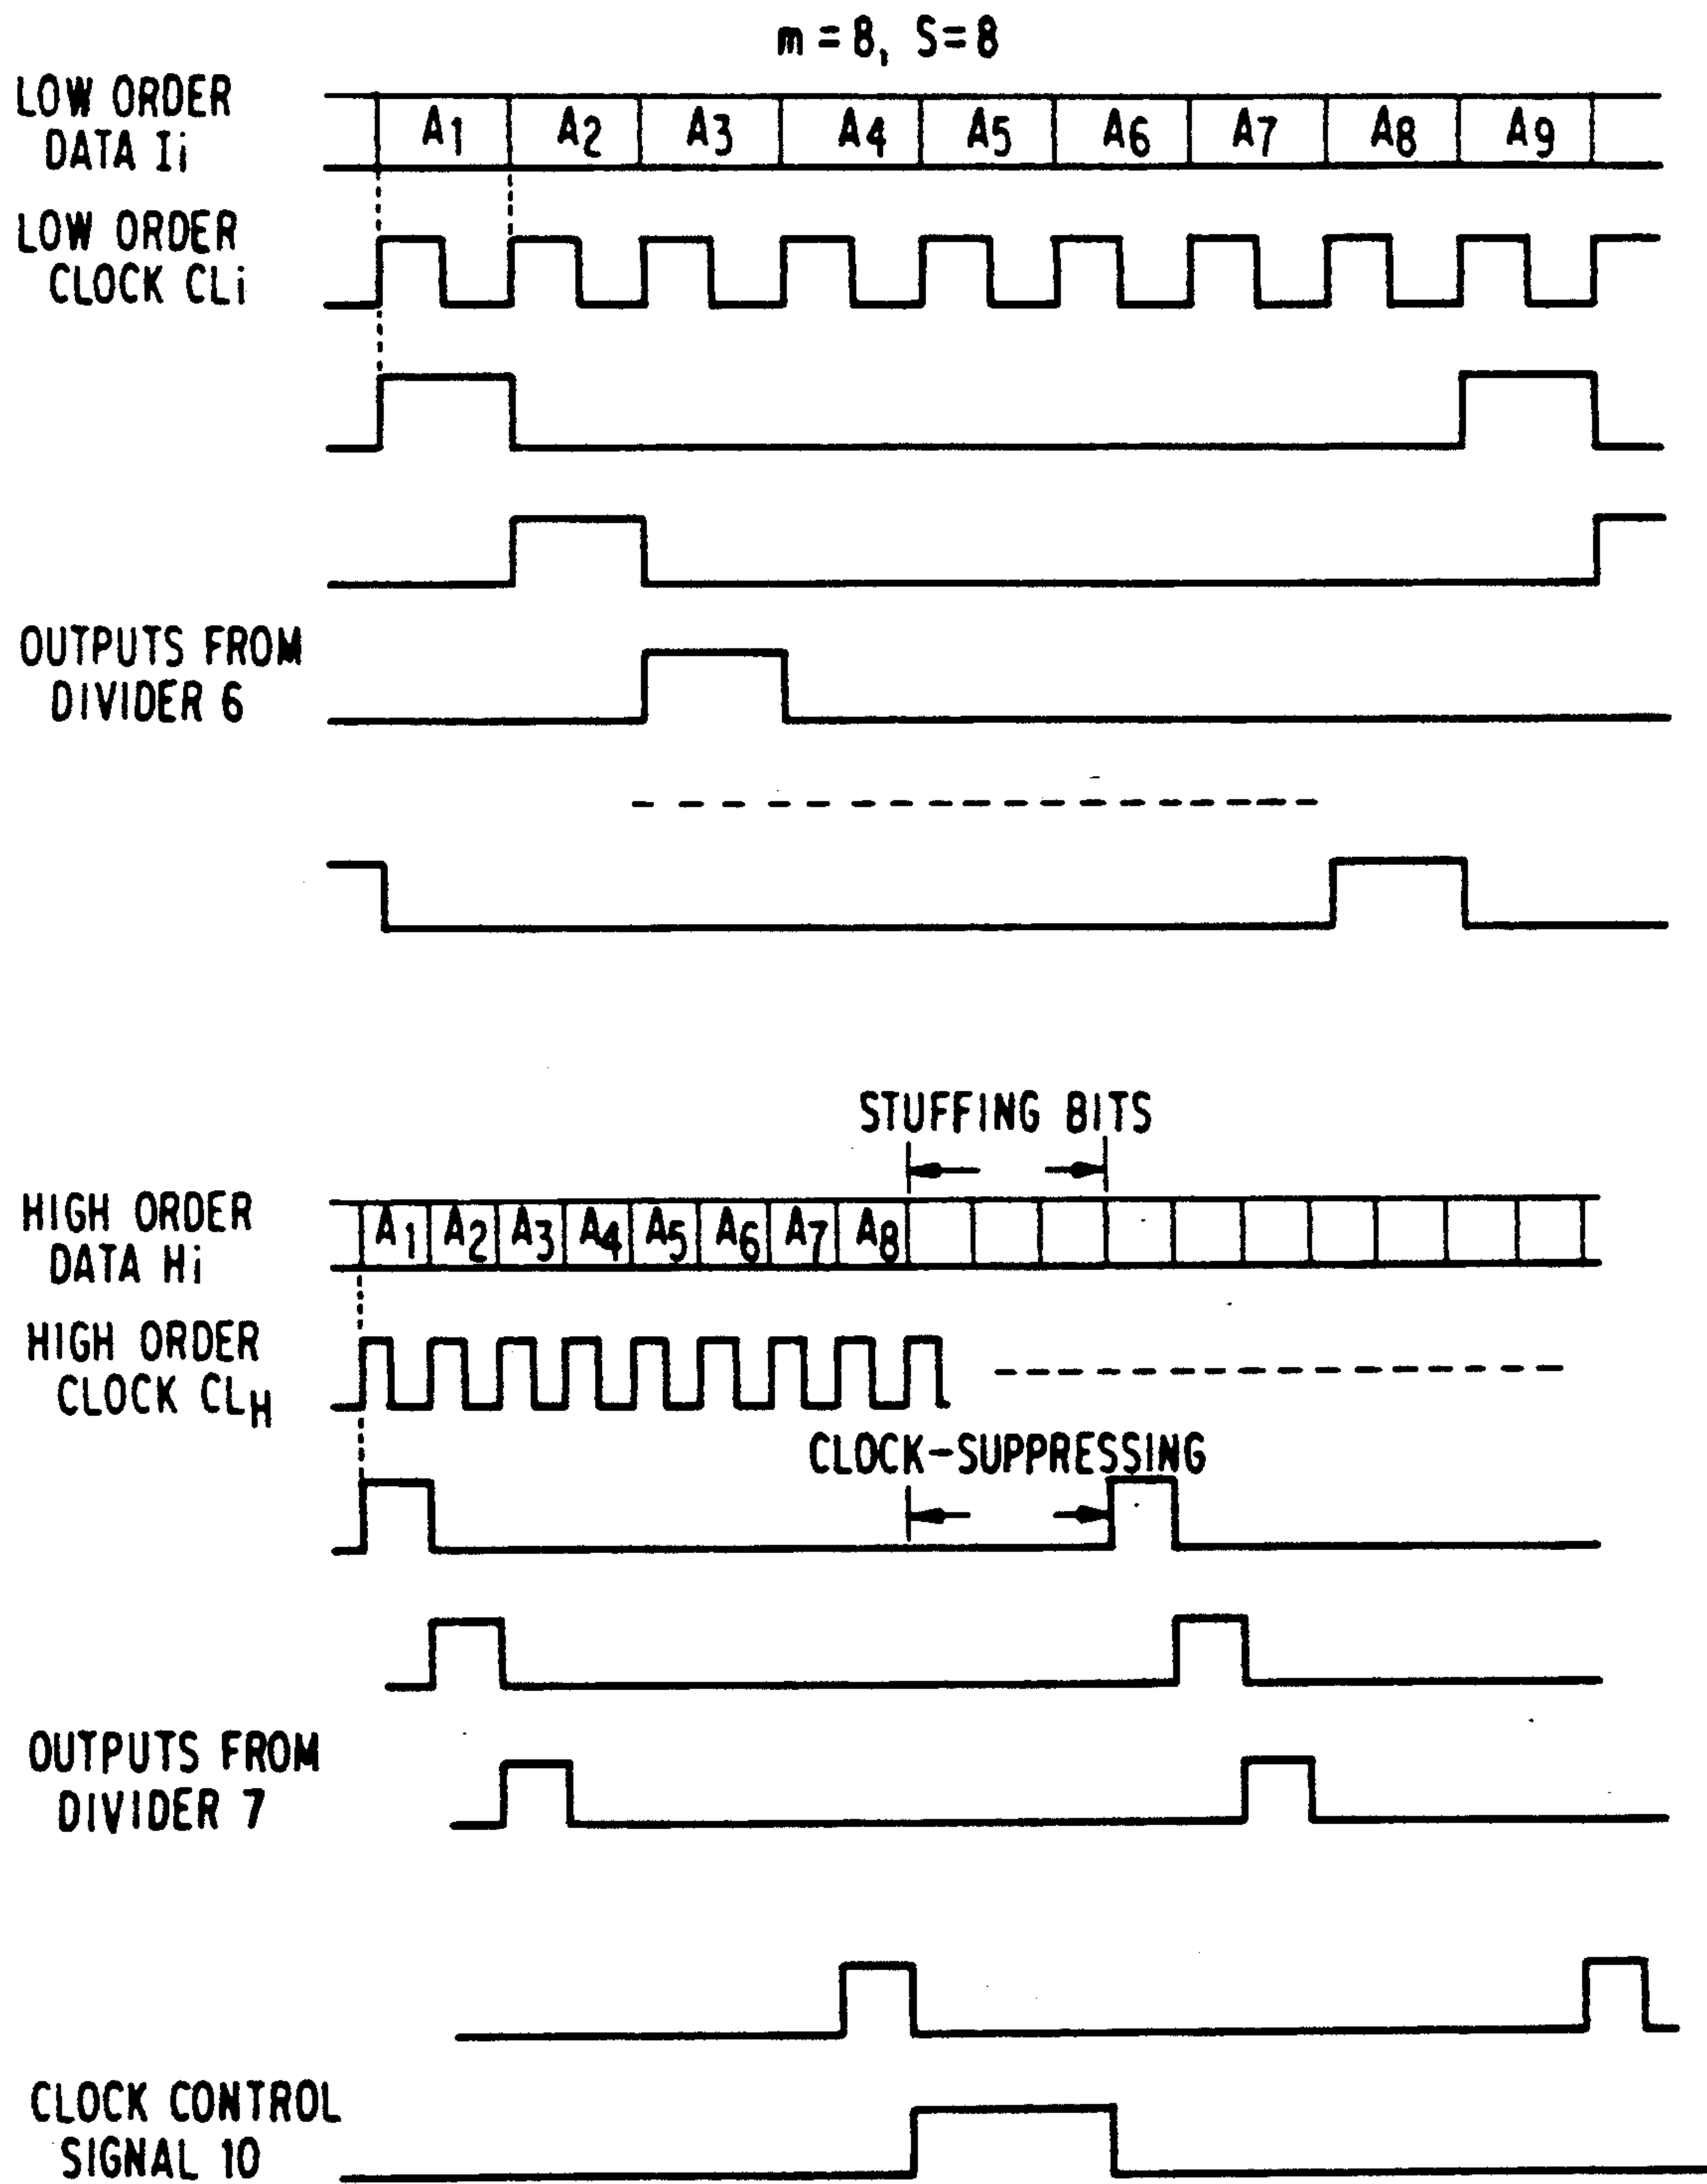 m = 8, S = 8
LOW ORDER
DATA Ii
A1 A2 A3 A4 A5 A6 A7 A8 A9
LOW ORDER
CLOCK CLi
OUTPUTS FROM
DIVIDER 6
STUFFING BITS
HIGH ORDER
DATA Hi
A1 A2 A3 A4 A5 A6 A7 A8
HIGH ORDER
CLOCK CLH
CLOCK-SUPPRESSING
OUTPUTS FROM
DIVIDER 7
CLOCK CONTROL
SIGNAL 10